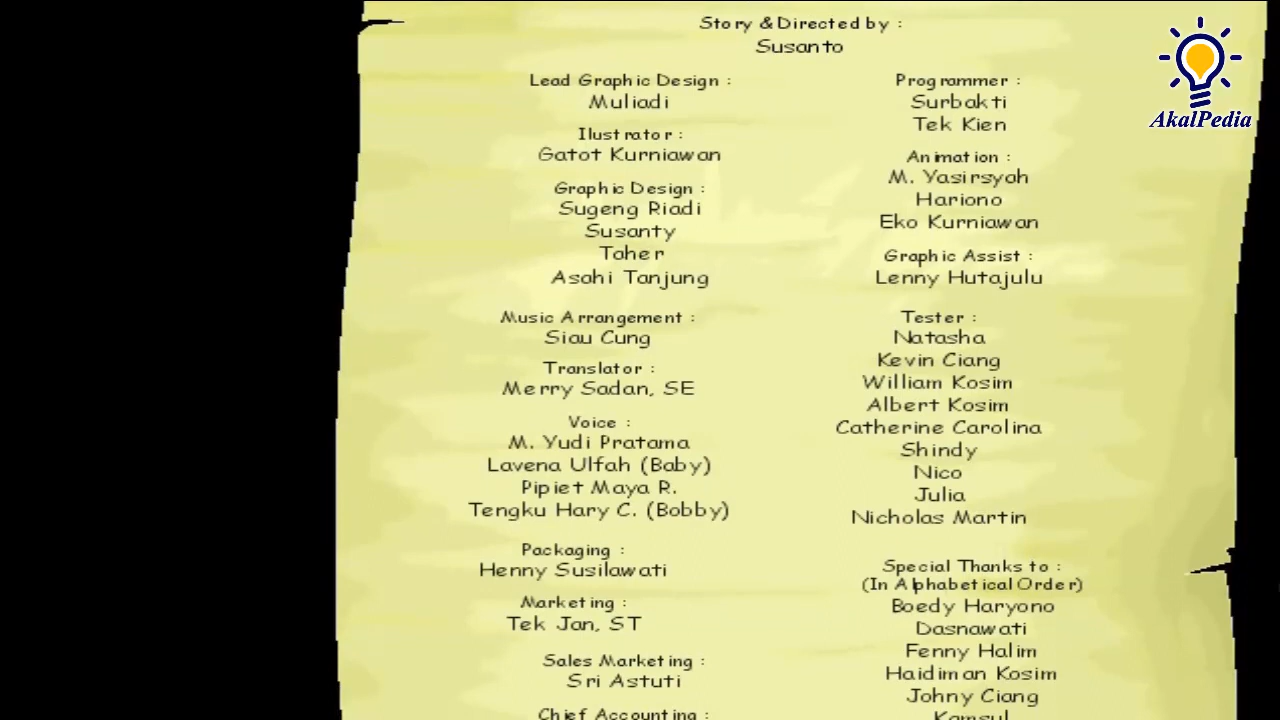 Story & Directed by :
Susanto
Lead Graphic Design :
Muliadi
Ilustrator :
Gatot Kurniawan
Graphic Design :
Sugeng Riadi
Susanty
Taher
Asahi Tanjung
Music Arrangement :
Siau Cung
Translator :
Merry Sadan, SE
Voice :
M. Yudi Pratama
Lavena Ulfah (Baby)
Pipiet Maya R.
Tengku Hary C. (Bobby)
Packaging :
Henny Susilawati
Marketing :
Tek Jan, ST
Sales Marketing :
Sri Astuti
Chief Accounting :
Programmer :
Surbakti
Tek Kien
Animation :
M. Yasirsyah
Hariono
Eko Kurniawan
Graphic Assist :
Lenny Hutajulu
Tester :
Natasha
Kevin Ciang
William Kosim
Albert Kosim
Catherine Carolina
Shindy
Nico
Julia
Nicholas Martin
Special Thanks to :
(In Alphabetical Order)
Boedy Haryono
Dasnawati
Fenny Halim
Haidiman Kosim
Johny Ciang
Kamsul
AkalPedia